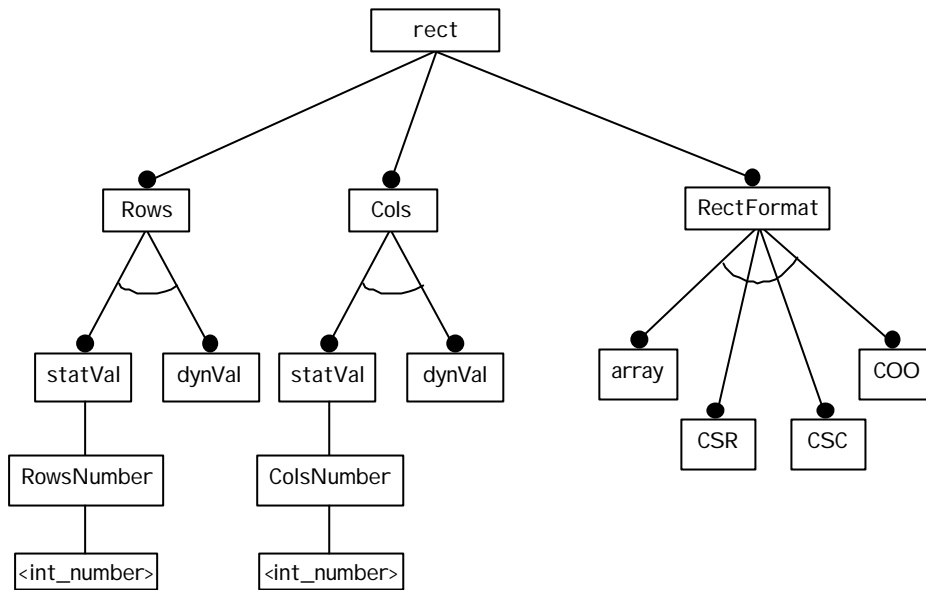 rect
Rows
Cols
RectFormat
statVal
dynVal
statVal
dynVal
array
COO
CSR
CSC
RowsNumber
ColsNumber
<int_number>
<int_number>